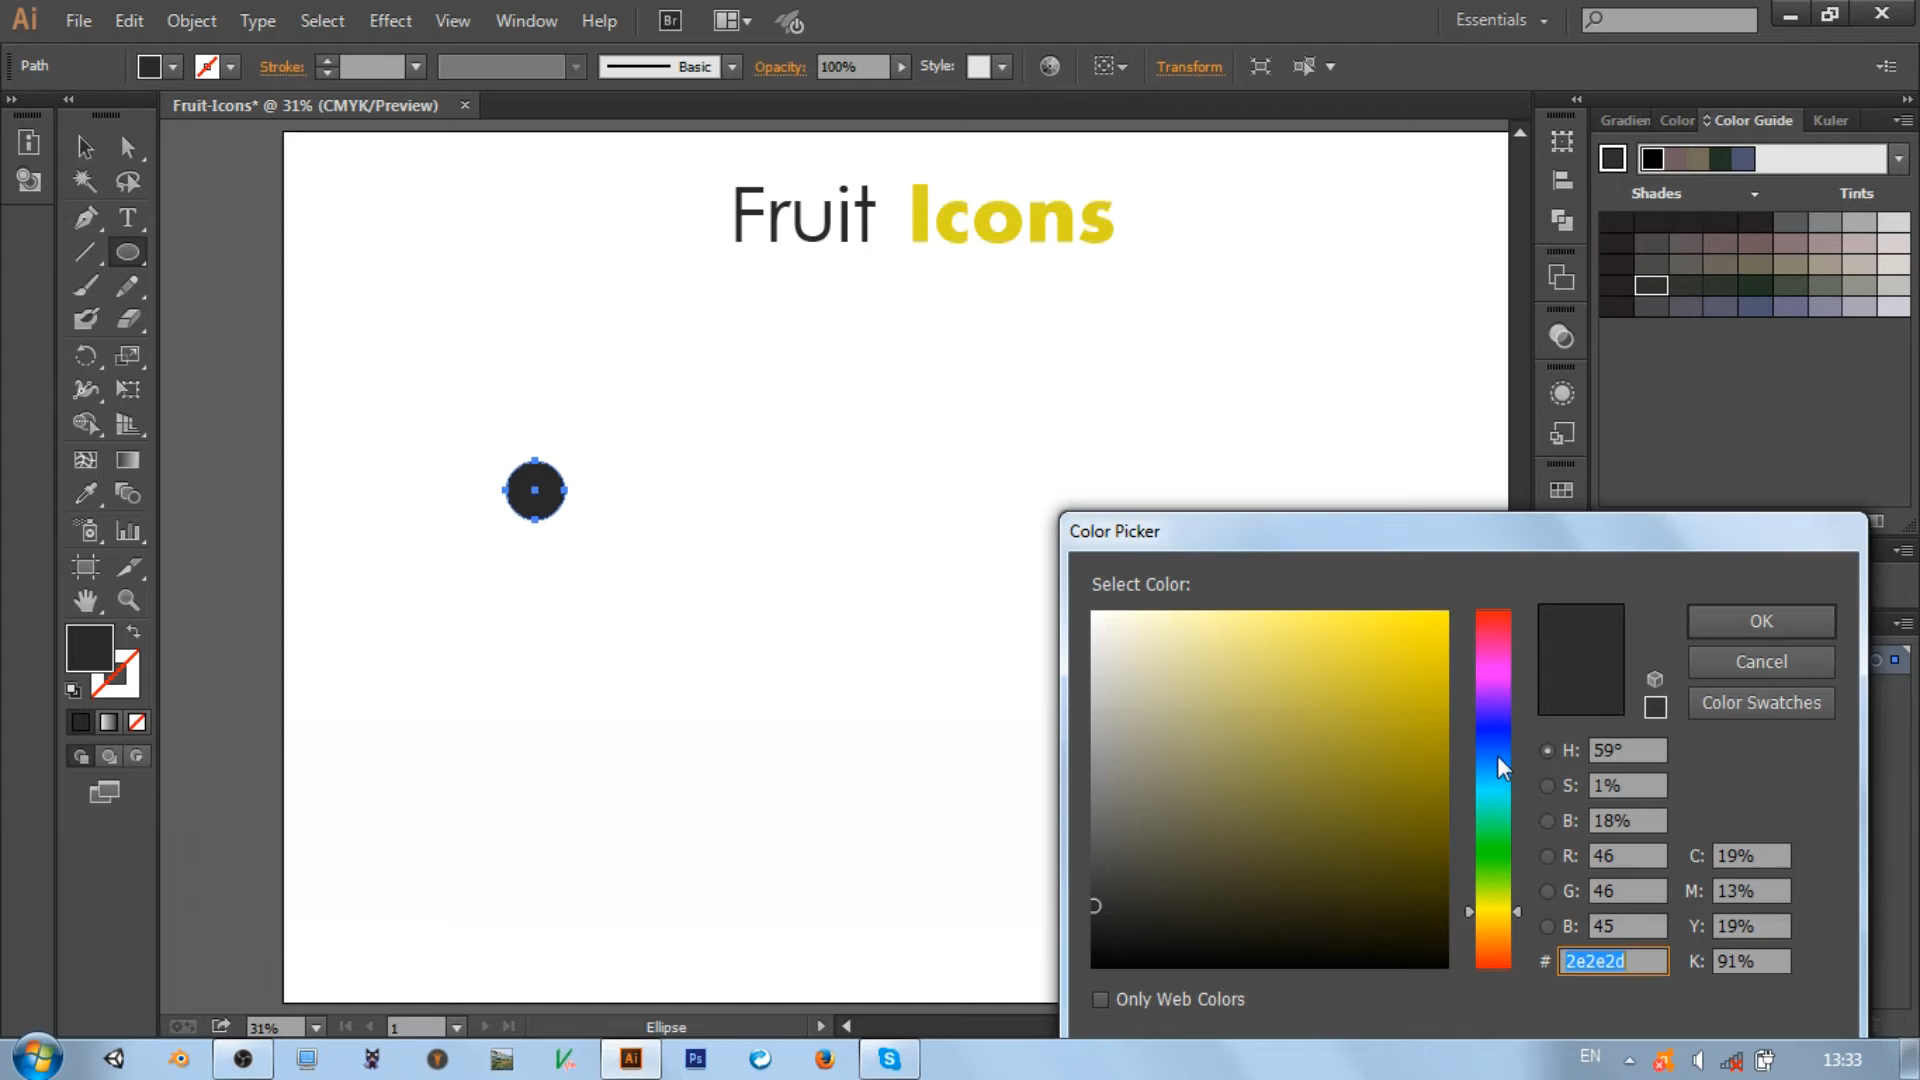 Ai File Edit Object Type Select Effect View Window Help Br Essentials
Path Stroke: Basic Opacity: 100% Style: Transform
Fruit-Icons* @ 31% (CMYK/Preview)
Gradien Color Color Guide Kuler
Shades Tints
Fruit Icons
Color Picker
Select Color:
OK
Cancel
Color Swatches
H: 59°
S: 1%
B: 18%
R: 46 C: 19%
G: 46 M: 13%
B: 45 Y: 19%
# 2e2e2d K: 91%
Only Web Colors
31% 1 Ellipse
Ai Ps EN 13:33